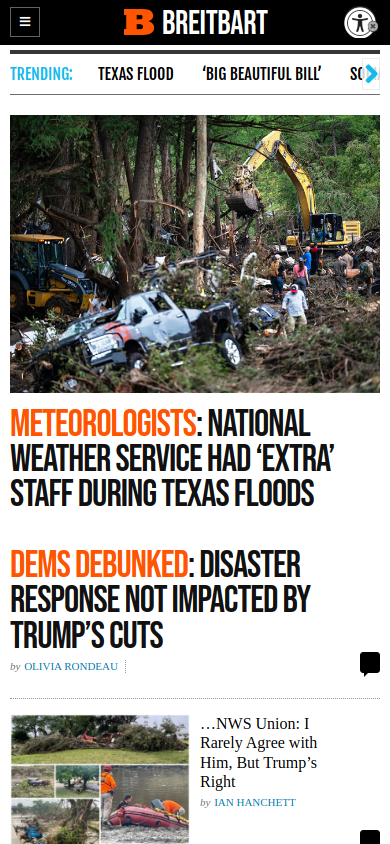 BREITBART
TRENDING:
TEXAS FLOOD
‘BIG BEAUTIFUL BILL’
METEOROLOGISTS: NATIONAL
WEATHER SERVICE HAD ‘EXTRA’
STAFF DURING TEXAS FLOODS
DEMS DEBUNKED: DISASTER
RESPONSE NOT IMPACTED BY
TRUMP’S CUTS
by OLIVIA RONDEAU
…NWS Union: I
Rarely Agree with
Him, But Trump’s
Right
by IAN HANCHETT